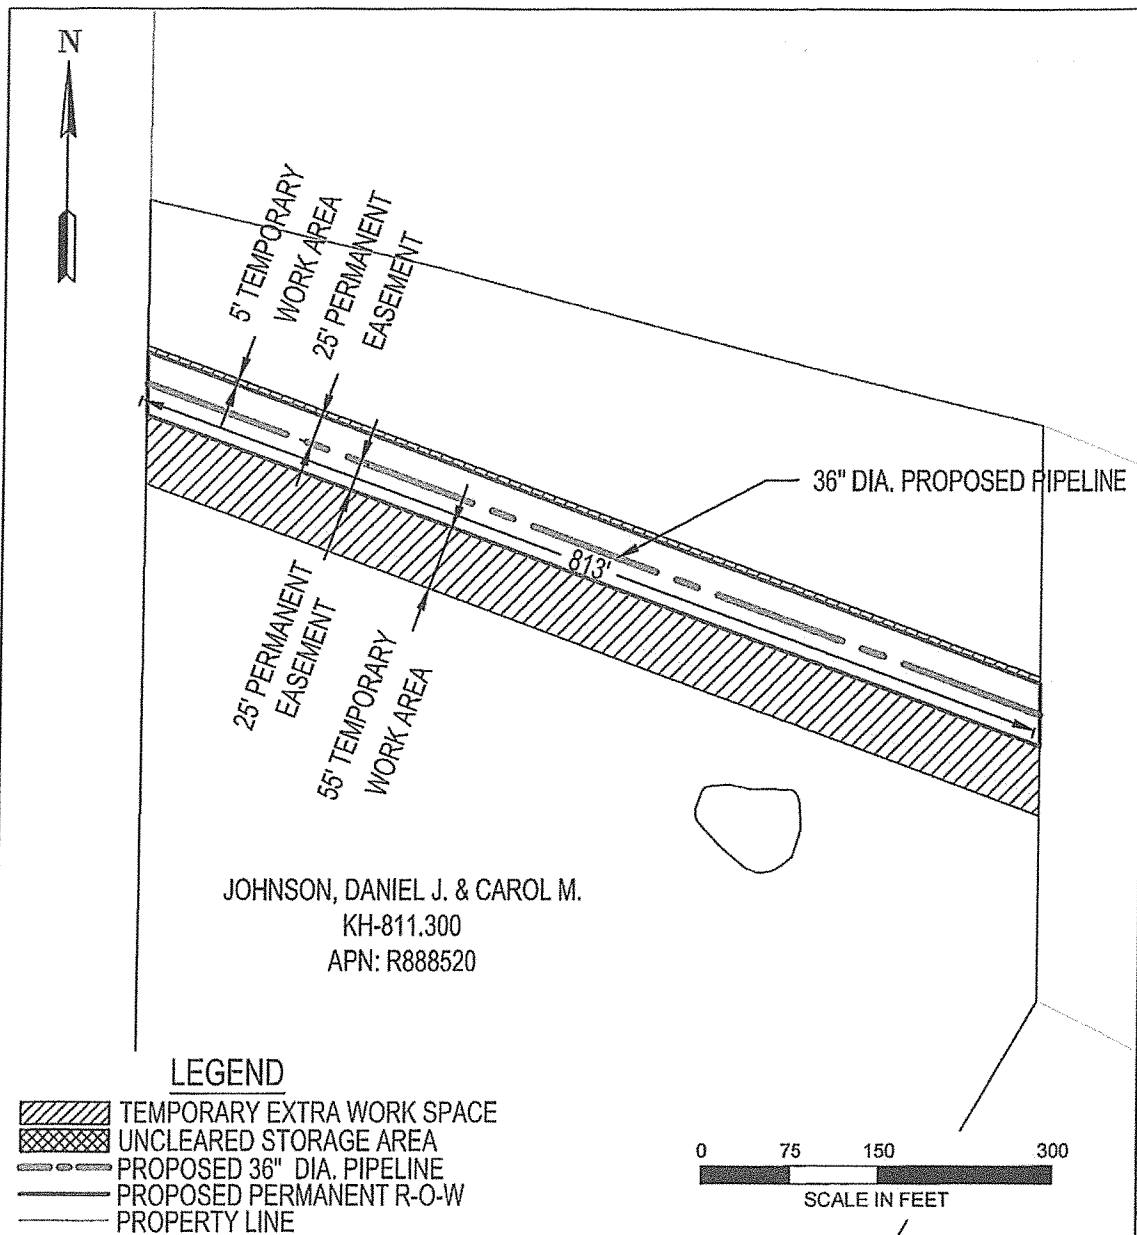 N
5' TEMPORARY
WORK AREA
25' PERMANENT
EASEMENT
36" DIA. PROPOSED PIPELINE
813'
25' PERMANENT
EASEMENT
55' TEMPORARY
WORK AREA
JOHNSON, DANIEL J. & CAROL M.
KH-811.300
APN: R888520
LEGEND
TEMPORARY EXTRA WORK SPACE
UNCLEARED STORAGE AREA
PROPOSED 36" DIA. PIPELINE
PROPOSED PERMANENT R-O-W
PROPERTY LINE
0 75 150 300
SCALE IN FEET